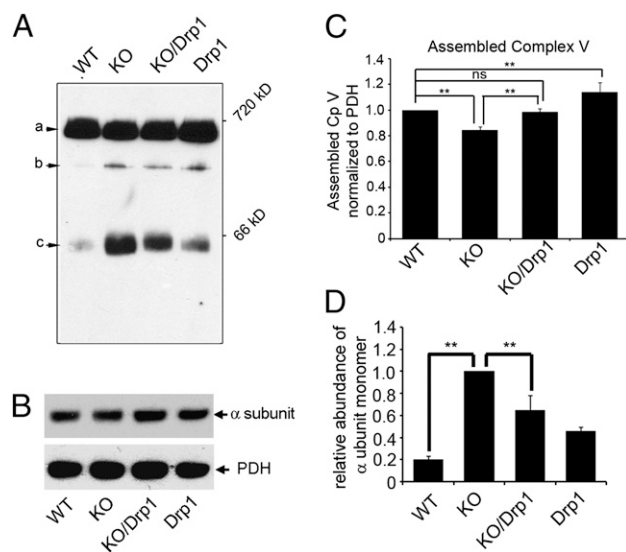 A
WT
KO
KO/Drp1
Drp1
720 kD
a
b
66 kD
c
B
α subunit
PDH
WT
KO
KO/Drp1
Drp1
C
Assembled Complex V
**
ns
**
**
Assembled Cp V
normalized to PDH
1.4
1.2
1.0
0.8
0.6
0.4
0.2
0
WT
KO
KO/Drp1
Drp1
D
**
**
relative abundance of
α ubunit monomer
1.4
1.2
1.0
0.8
0.6
0.4
0.2
WT
KO
KO/Drp1
Drp1